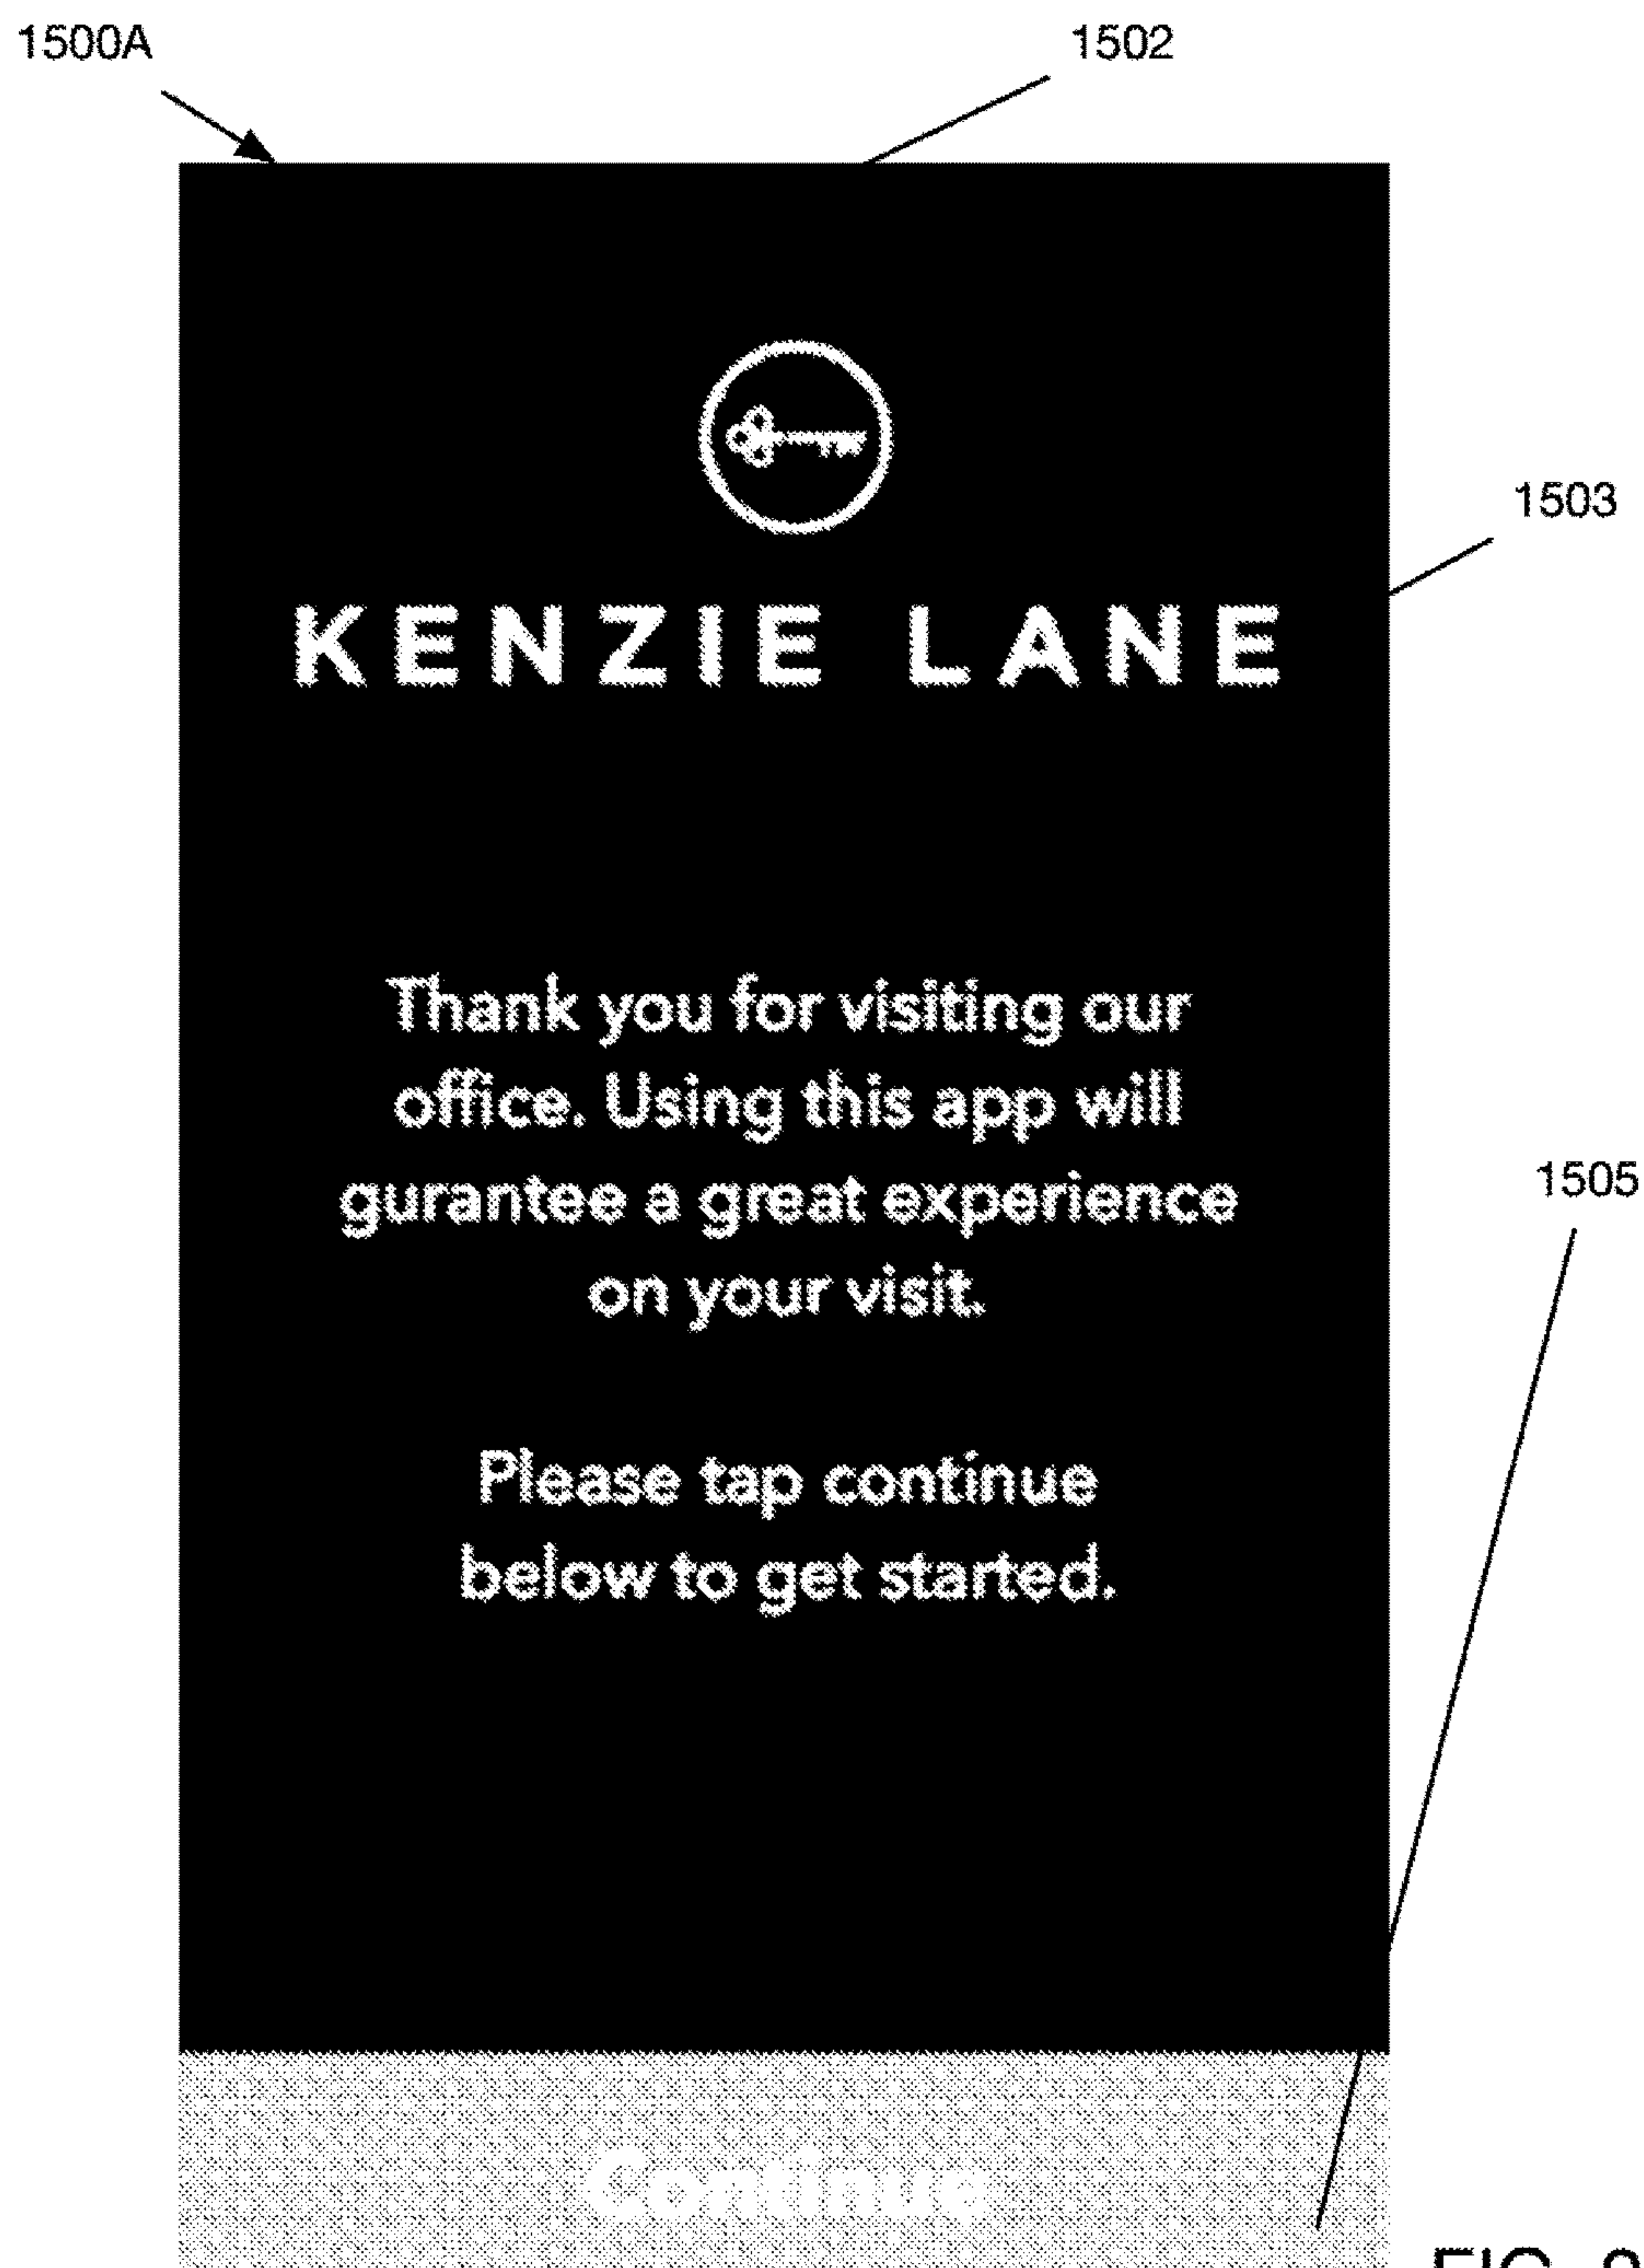 1500A
1502
KENZIE LANE
1503
Thank you for visiting our
office. Using this app will
gurantee a great experience
on your visit.
1505
Please tap continue
below to get started.
Continue
FIG.